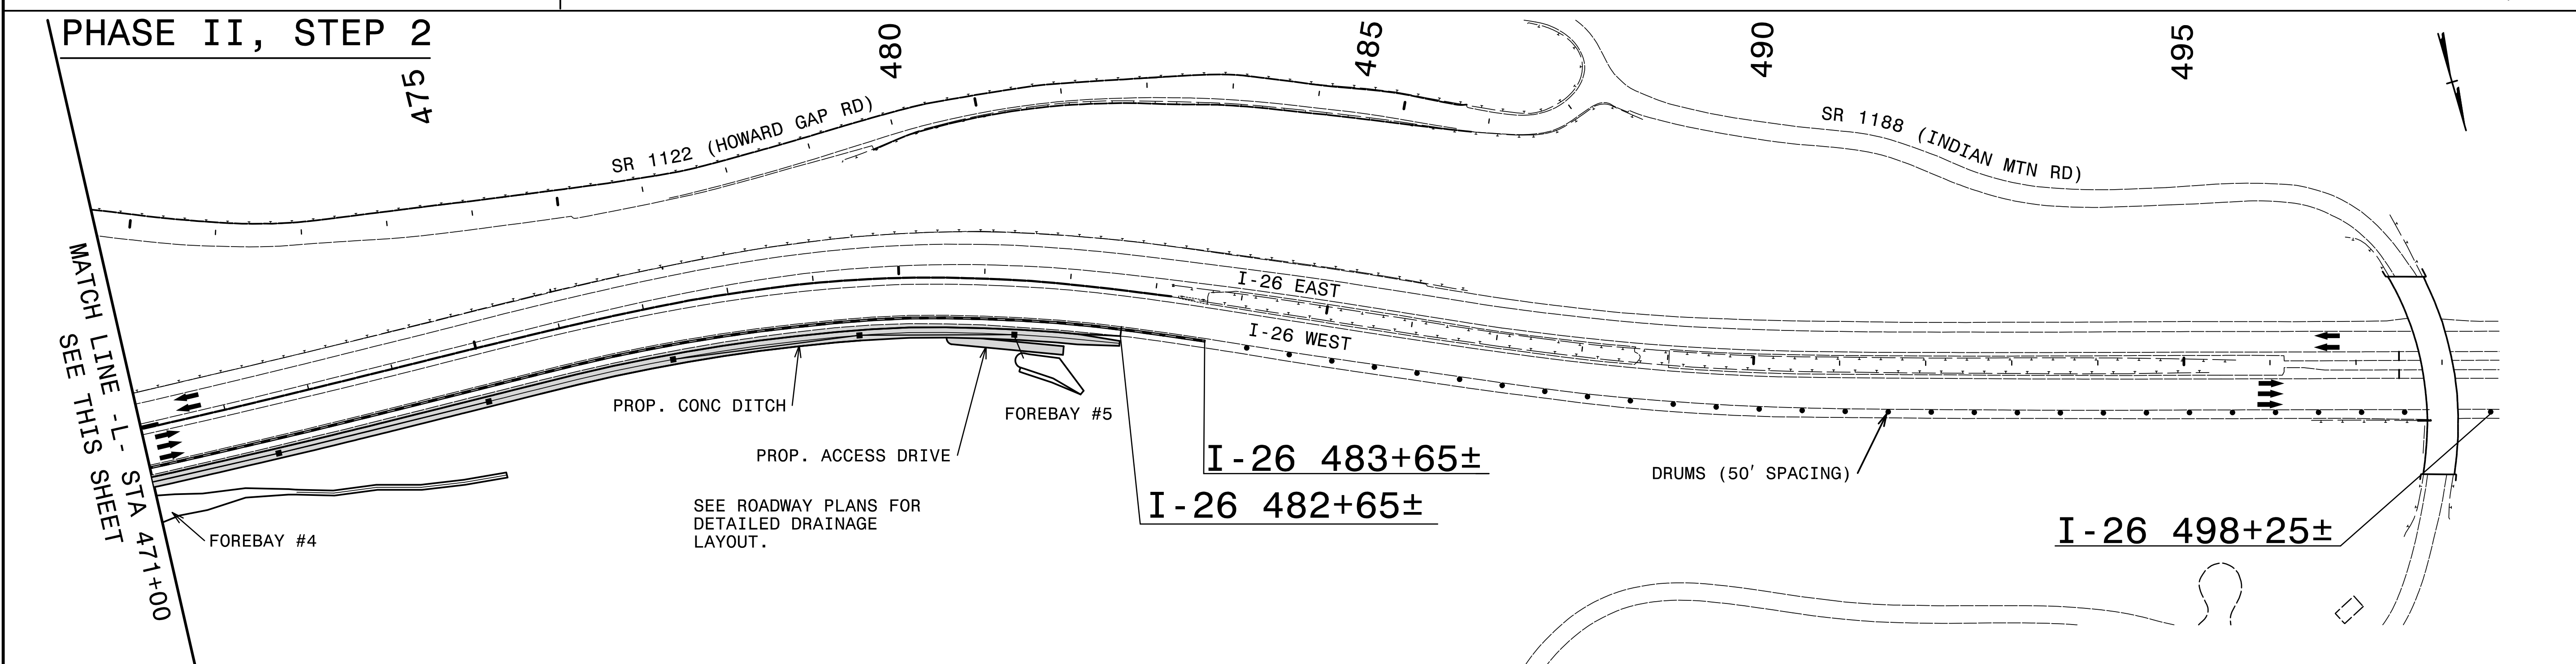 PHASE II, STEP 2
475
480
485
490
495
SR 1122 (HOWARD GAP RD)
SR 1188 (INDIAN MTN RD)
I-26 EAST
I-26 WEST
MATCH LINE -L- STA 471+00
SEE THIS SHEET
PROP. CONC DITCH
FOREBAY #5
PROP. ACCESS DRIVE
I-26 483+65±
I-26 482+65±
DRUMS (50' SPACING)
SEE ROADWAY PLANS FOR
DETAILED DRAINAGE
LAYOUT.
I-26 498+25±
FOREBAY #4